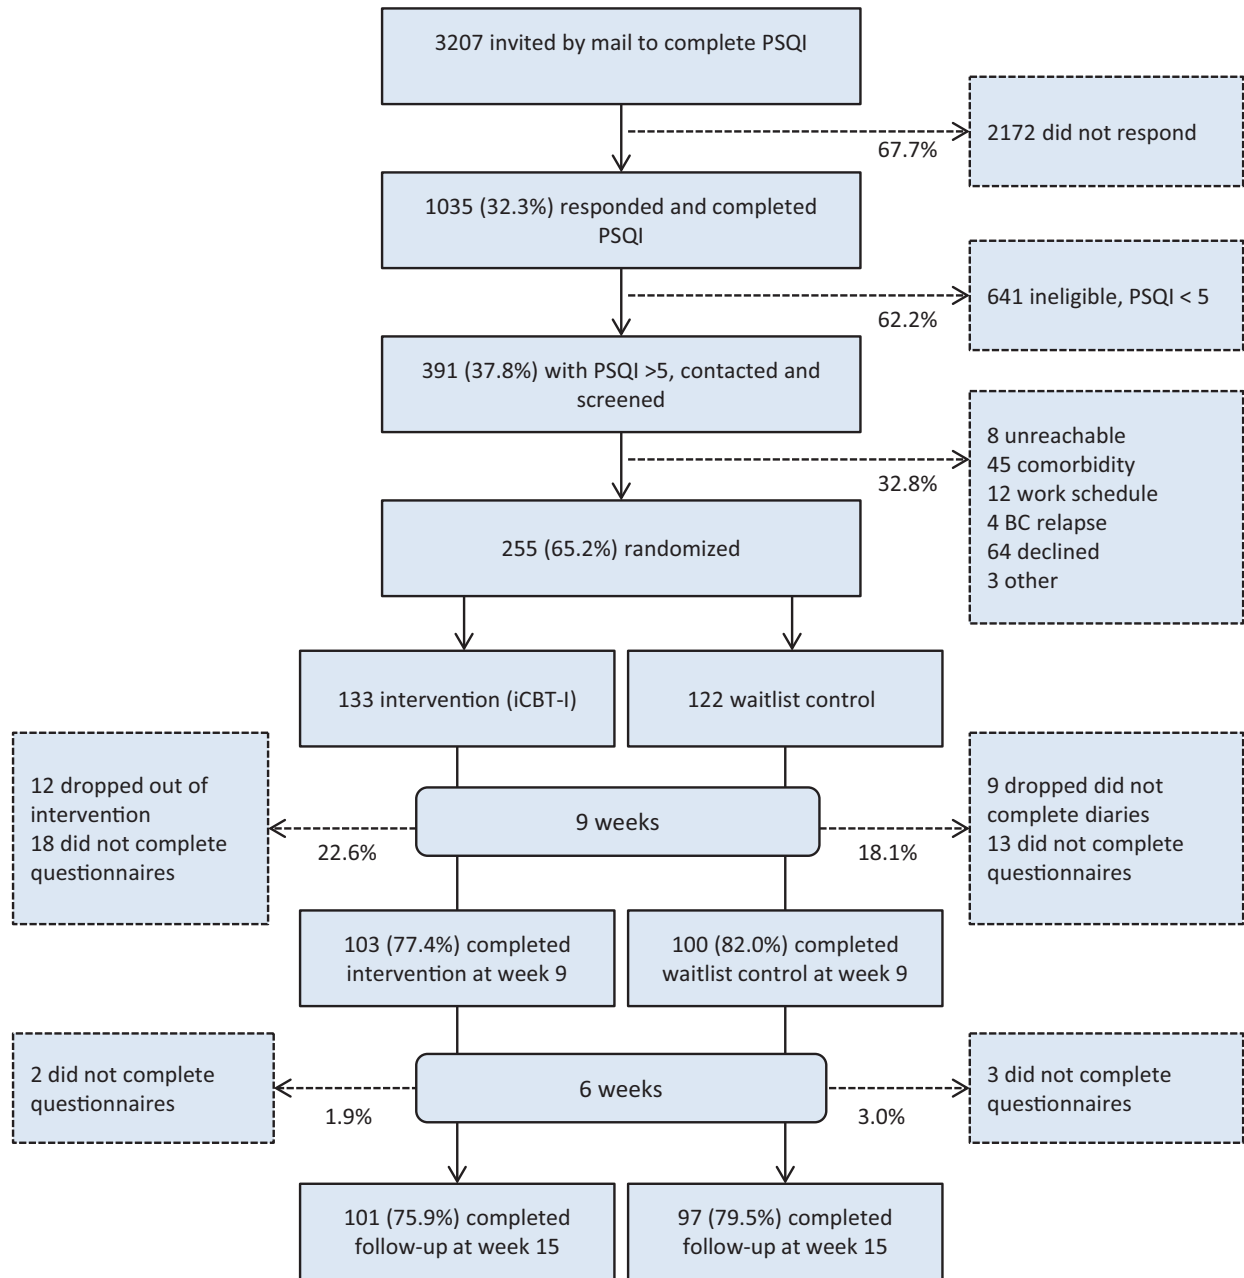 3207 invited by mail to complete PSQI
2172 did not respond
67.7%
1035 (32.3%) responded and completed
PSQI
641 ineligible, PSQI < 5
62.2%
391 (37.8%) with PSQI >5, contacted and
screened
8 unreachable
45 comorbidity
12 work schedule
4 BC relapse
64 declined
3 other
32.8%
255 (65.2%) randomized
133 intervention (iCBT-I)
122 waitlist control
12 dropped out of
intervention
18 did not complete
questionnaires
9 weeks
9 dropped did not
complete diaries
13 did not complete
questionnaires
22.6%
18.1%
103 (77.4%) completed
intervention at week 9
100 (82.0%) completed
waitlist control at week 9
2 did not complete
questionnaires
6 weeks
3 did not complete
questionnaires
1.9%
3.0%
101 (75.9%) completed
follow-up at week 15
97 (79.5%) completed
follow-up at week 15